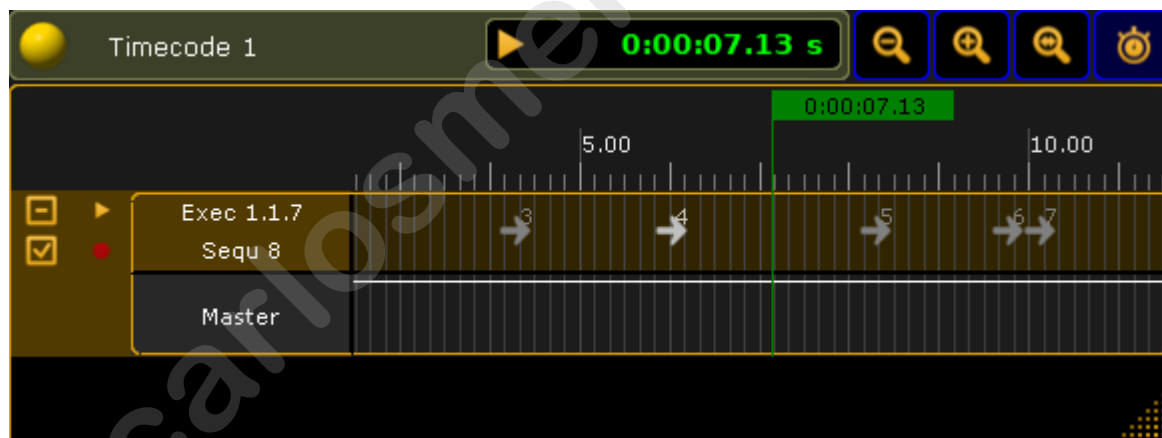 Timecode 1
0:00:07.13 s
0:00:07.13
5.00
10.00
Exec 1.1.7
3
4
5
6
7
Sequ 8
Master
carlosme